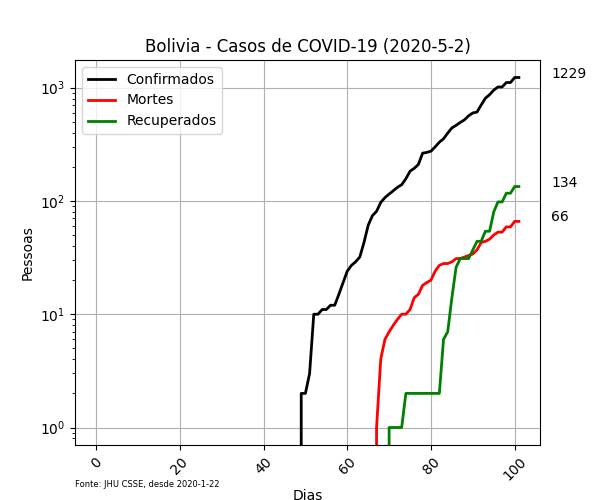 Bolivia - Casos de COVID-19 (2020-5-2)
Confirmados
Mortes
Recuperados
1229
134
66
10³
10²
10¹
10⁰
Pessoas
0 20 40 60 80 100
Fonte: JHU CSSE, desde 2020-1-22
Dias